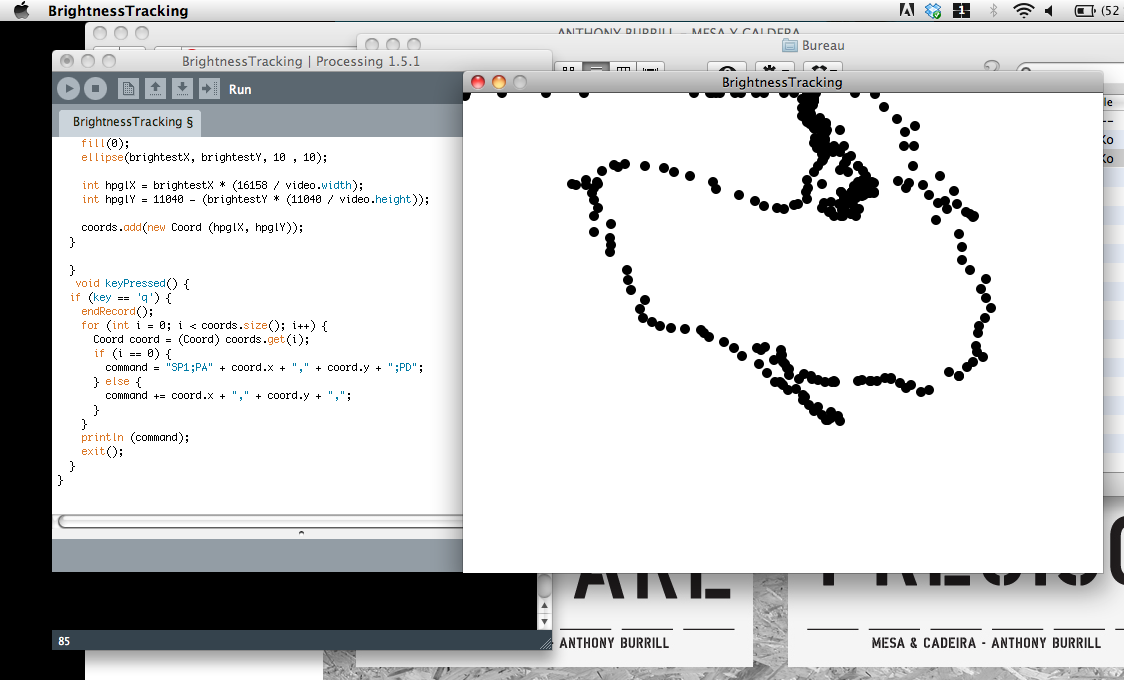 BrightnessTracking
(52
ANTHONY BURRILL – MESA Y CALDERA
Bureau
BrightnessTracking | Processing 1.5.1
Run
BrightnessTracking §
BrightnessTracking
fill(0);
ellipse(brightestX, brightestY, 10 , 10);
int hpglX = brightestX * (16158 / video.width);
int hpglY = 11040 - (brightestY * (11040 / video.height));
coords.add(new Coord (hpglX, hpglY));
}
}
void keyPressed() {
if (key == 'q') {
endRecord();
for (int i = 0; i < coords.size(); i++) {
Coord coord = (Coord) coords.get(i);
if (i == 0) {
command = "SP1;PA" + coord.x + "," + coord.y + ";PD";
} else {
command += coord.x + "," + coord.y + ",";
}
}
println (command);
exit();
}
}
85
le
--
Ko
Ko
- ANTHONY BURRILL
MESA & CADEIRA - ANTHONY BURRILL